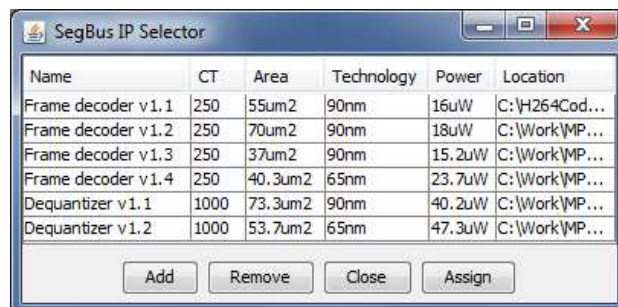 SegBus IP Selector
Name CT Area Technology Power Location
Frame decoder v1.1 250 55um2 90nm 16uW C:\H264Cod...
Frame decoder v1.2 250 70um2 90nm 18uW C:\Work\MP...
Frame decoder v1.3 250 37um2 90nm 15.2uW C:\Work\MP...
Frame decoder v1.4 250 40.3um2 65nm 23.7uW C:\Work\MP...
Dequantizer v1.1 1000 73.3um2 90nm 40.2uW C:\Work\MP...
Dequantizer v1.2 1000 53.7um2 65nm 47.3uW C:\Work\MP...
Add Remove Close Assign